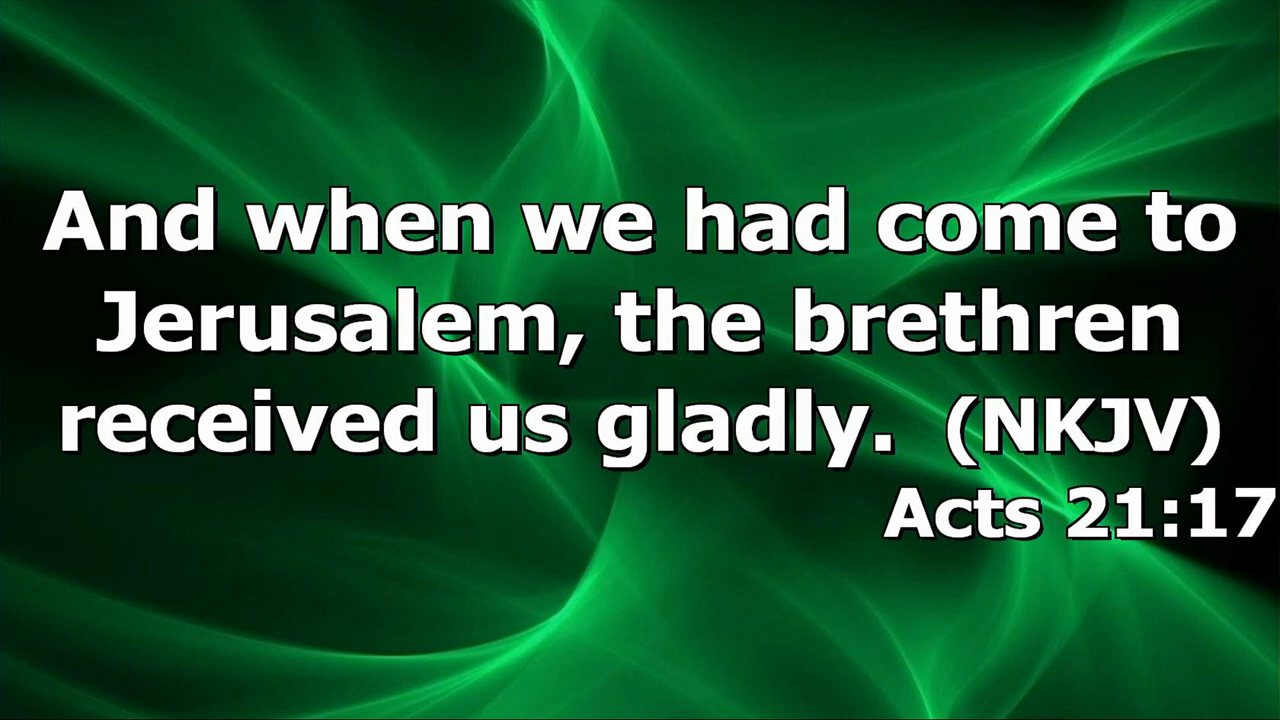 And when we had come to
Jerusalem, the brethren
received us gladly.  (NKJV)
Acts 21:17